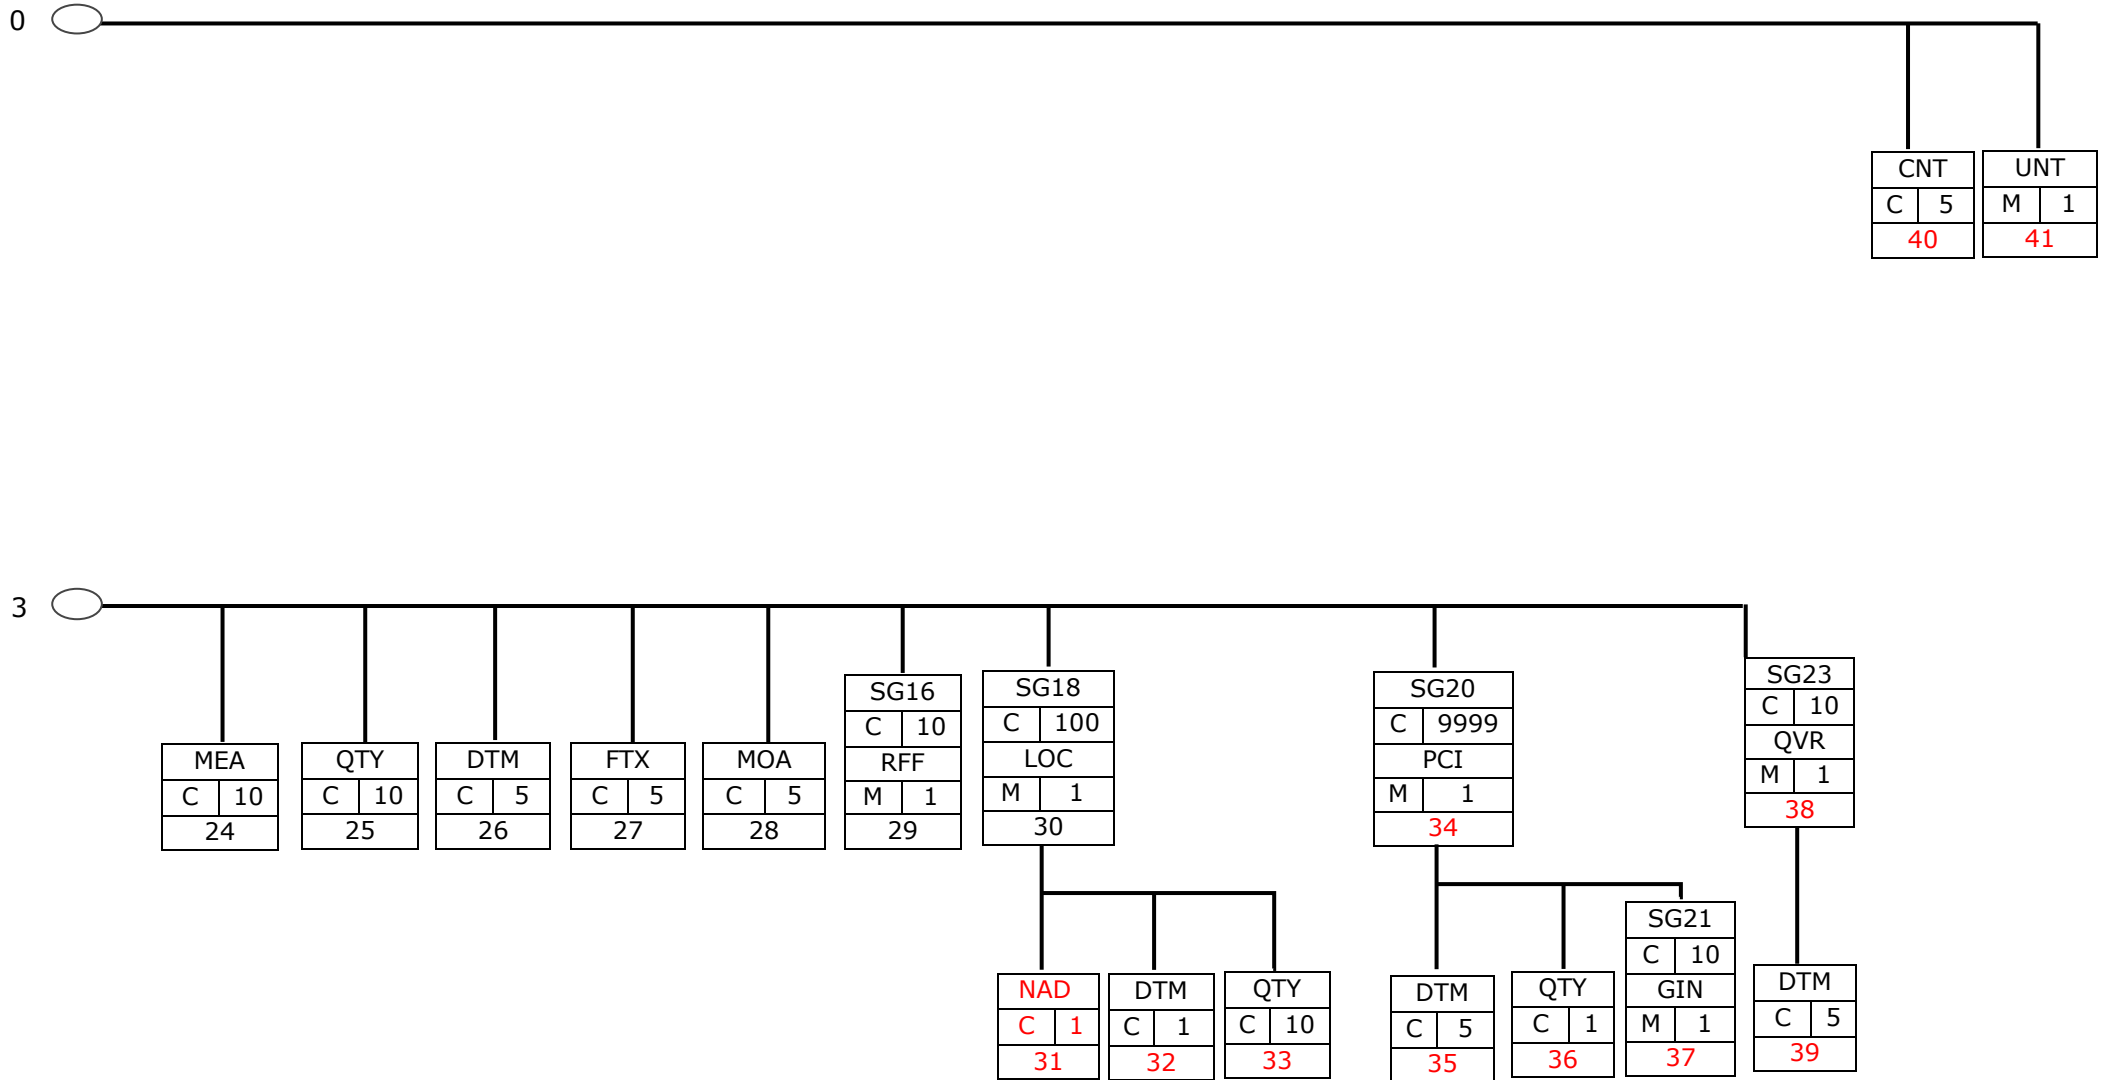 0
CNT
C 5
40
UNT
M 1
41
3
MEA
C 10
24
QTY
C 10
25
DTM
C 5
26
FTX
C 5
27
MOA
C 5
28
SG16
C 10
RFF
M 1
29
SG18
C 100
LOC
M 1
30
NAD
C 1
31
DTM
C 1
32
QTY
C 10
33
SG20
C 9999
PCI
M 1
34
DTM
C 5
35
QTY
C 1
36
SG21
C 10
GIN
M 1
37
SG23
C 10
QVR
M 1
38
DTM
C 5
39